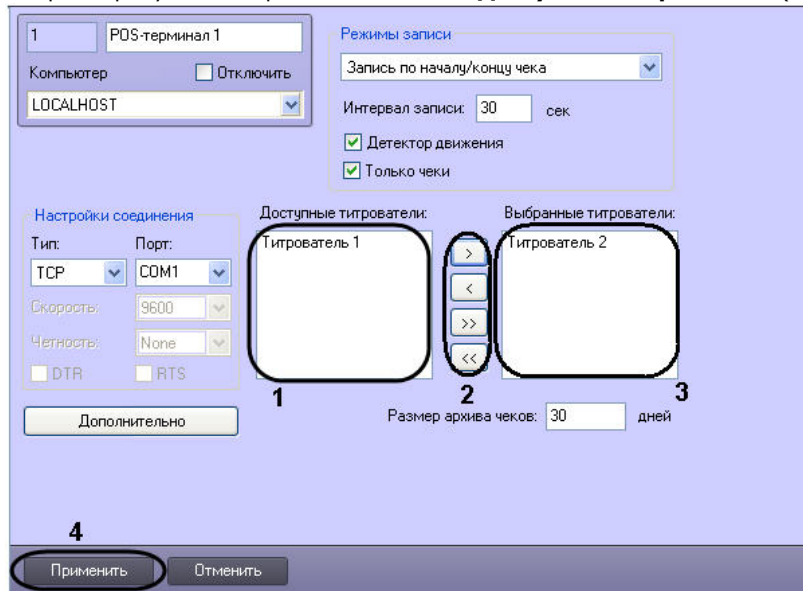 1 POS-терминал 1
Компьютер Отключить
LOCALHOST
Режимы записи
Запись по началу/концу чека
Интервал записи: 30 сек
Детектор движения
Только чеки
Настройки соединения
Тип: Порт:
TCP COM1
Скорость: 9600
Четность: None
DTR RTS
Дополнительно
Доступные титрователи:
Титрователь 1
1
>
<
>>
<<
2
Выбранные титрователи:
Титрователь 2
3
Размер архива чеков: 30 дней
4
Применить Отменить